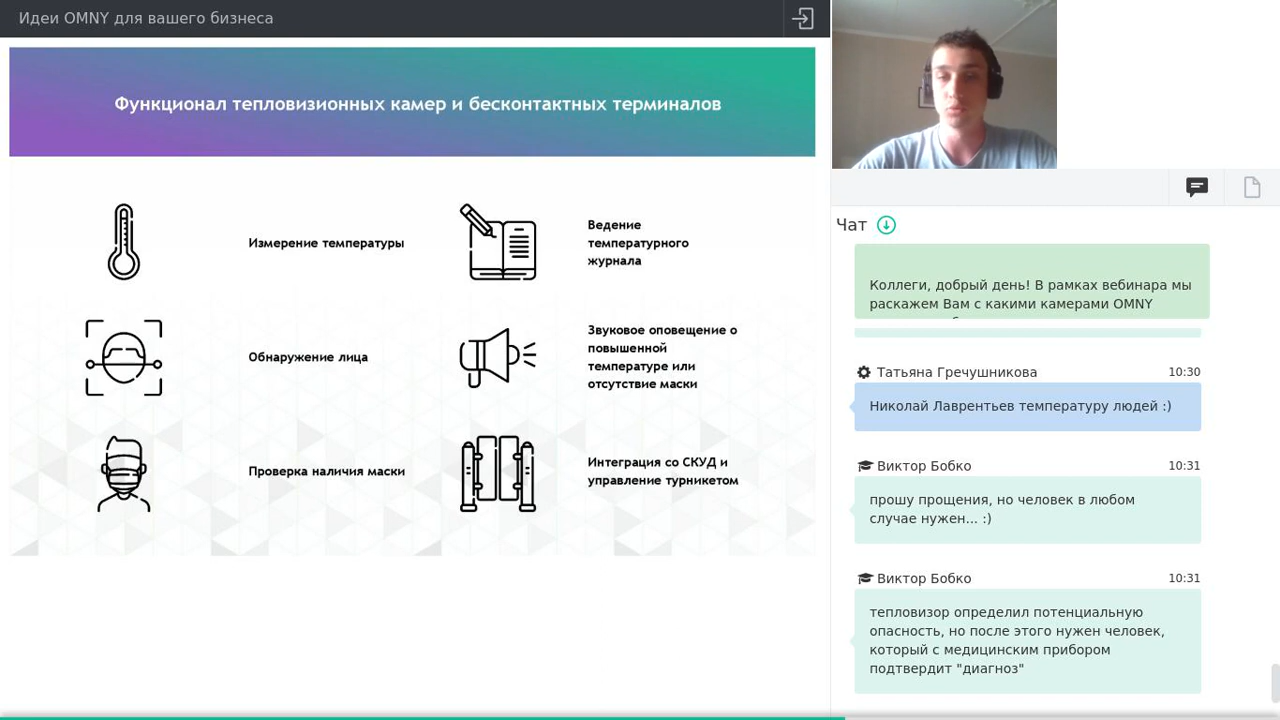 Идеи OMNY для вашего бизнеса
Функционал тепловизионных камер и бесконтактных терминалов
Измерение температуры
Ведение
температурного
журнала
Обнаружение лица
Звуковое оповещение о
повышенной
температуре или
отсутствие маски
Проверка наличия маски
Интеграция со СКУД и
управление турникетом
Чат
Коллеги, добрый день! В рамках вебинара мы
раскажем Вам с какими камерами OMNY
Татьяна Гречушникова 10:30
Николай Лаврентьев температуру людей :)
Виктор Бобко 10:31
прошу прощения, но человек в любом
случае нужен... :)
Виктор Бобко 10:31
тепловизор определил потенциальную
опасность, но после этого нужен человек,
который с медицинским прибором
подтвердит "диагноз"